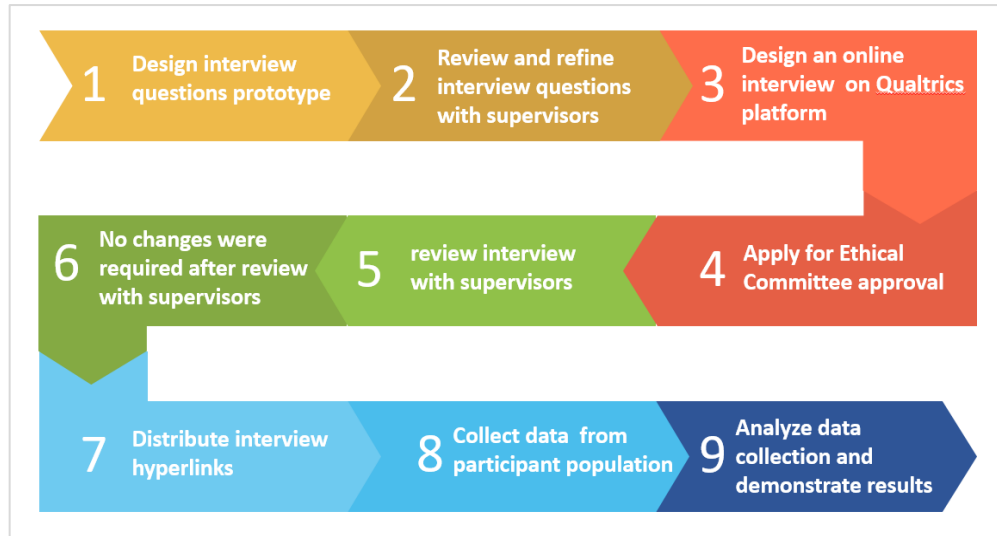 1
Design interview
questions prototype
2
Review and refine
interview questions
with supervisors
3
Design an online
interview on Qualtrics
platform
4
Apply for Ethical
Committee approval
5
review interview
with supervisors
6
No changes were
required after review
with supervisors
7
Distribute interview
hyperlinks
8
Collect data from
participant population
9
Analyze data
collection and
demonstrate results